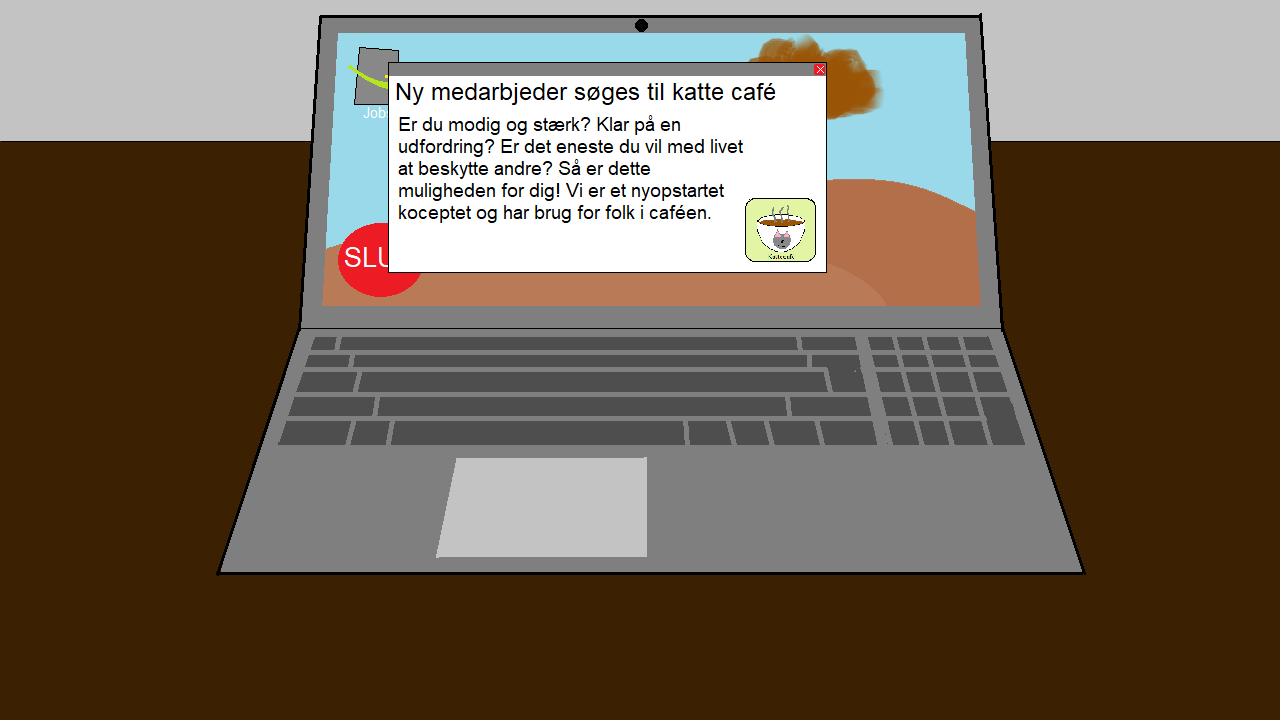 Ny medarbjeder søges til katte café
Er du modig og stærk? Klar på en
udfordring? Er det eneste du vil med livet
at beskytte andre? Så er dette
muligheden for dig! Vi er et nyopstartet
koceptet og har brug for folk i caféen.
Kattecafe
Jobs
SLU